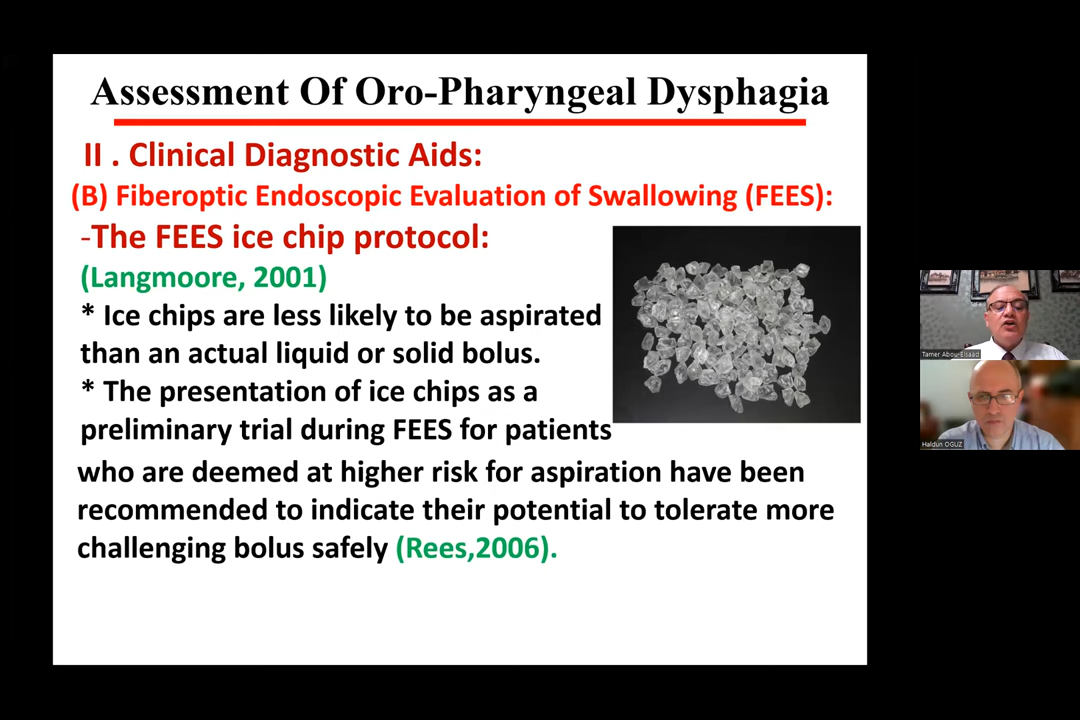 Assessment Of Oro-Pharyngeal Dysphagia
II . Clinical Diagnostic Aids:
(B) Fiberoptic Endoscopic Evaluation of Swallowing (FEES):
-The FEES ice chip protocol:
(Langmoore, 2001)
* Ice chips are less likely to be aspirated
than an actual liquid or solid bolus.
* The presentation of ice chips as a
preliminary trial during FEES for patients
who are deemed at higher risk for aspiration have been
recommended to indicate their potential to tolerate more
challenging bolus safely (Rees,2006).
Tamer Abou-Elsaad
Haldun OGUZ